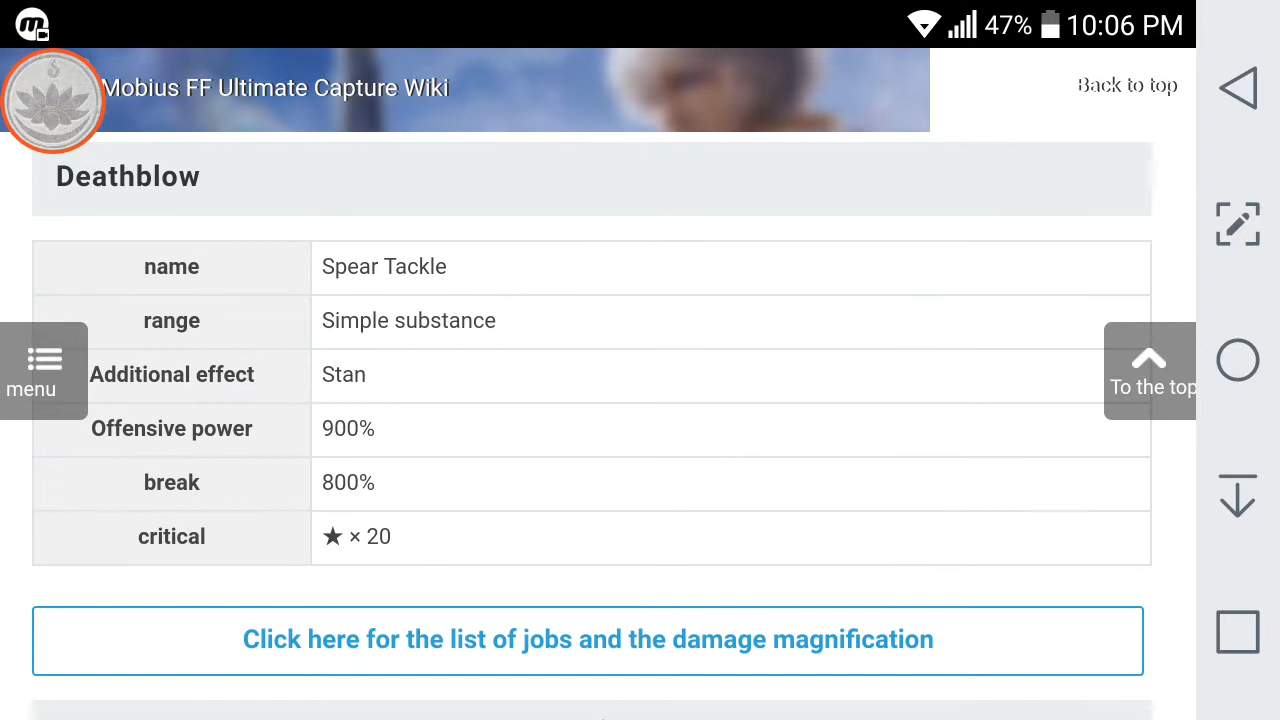 47% 10:06 PM
Mobius FF Ultimate Capture Wiki
Back to top
Deathblow
name Spear Tackle
range Simple substance
Additional effect Stan
Offensive power 900%
break 800%
critical ★ × 20
menu
To the top
Click here for the list of jobs and the damage magnification